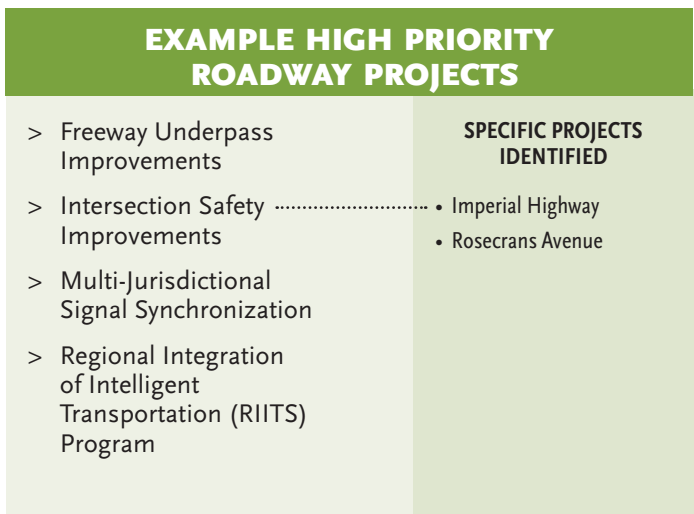 EXAMPLE HIGH PRIORITY
ROADWAY PROJECTS
> Freeway Underpass
Improvements
> Intersection Safety
Improvements
> Multi-Jurisdictional
Signal Synchronization
> Regional Integration
of Intelligent
Transportation (RIITS)
Program
SPECIFIC PROJECTS
IDENTIFIED
• Imperial Highway
• Rosecrans Avenue